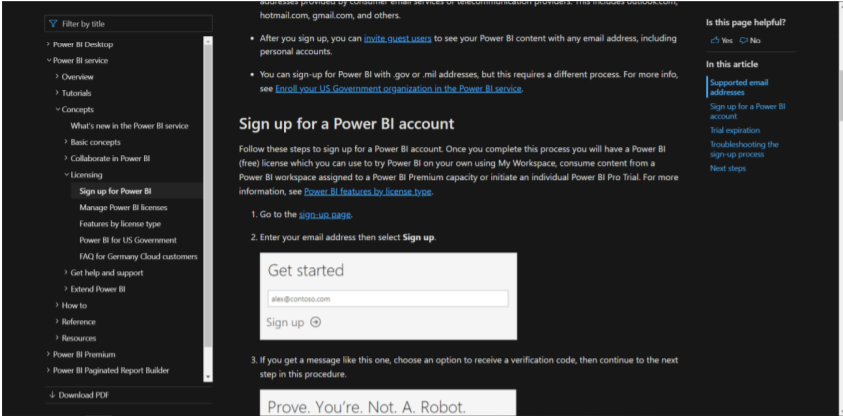 Filter by title
Power BI Desktop
Power BI service
Overview
Tutorials
Concepts
What's new in the Power BI service
Basic concepts
Collaborate in Power BI
Licensing
Sign up for Power BI
Manage Power BI licenses
Features by license type
Power BI for US Government
FAQ for Germany Cloud customers
Get help and support
Extend Power BI
How to
Reference
Resources
Power BI Premium
Power BI Paginated Report Builder
Download PDF
addresses provided by consumer email services or telecommunication providers. This includes outlook.com,
hotmail.com, gmail.com, and others.
• After you sign up, you can invite guest users to see your Power BI content with any email address, including
personal accounts.
• You can sign-up for Power BI with .gov or .mil addresses, but this requires a different process. For more info,
see Enroll your US Government organization in the Power BI service.
Sign up for a Power BI account
Follow these steps to sign up for a Power BI account. Once you complete this process you will have a Power BI
(free) license which you can use to try Power BI on your own using My Workspace, consume content from a
Power BI workspace assigned to a Power BI Premium capacity or initiate an individual Power BI Pro Trial. For more
information, see Power BI features by license type.
1. Go to the sign-up page.
2. Enter your email address then select Sign up.
Get started
alex@contoso.com
Sign up
3. If you get a message like this one, choose an option to receive a verification code, then continue to the next
step in this procedure.
Prove. You're. Not. A. Robot.
Is this page helpful?
Yes No
In this article
Supported email
addresses
Sign up for a Power BI
account
Trial expiration
Troubleshooting the
sign-up process
Next steps